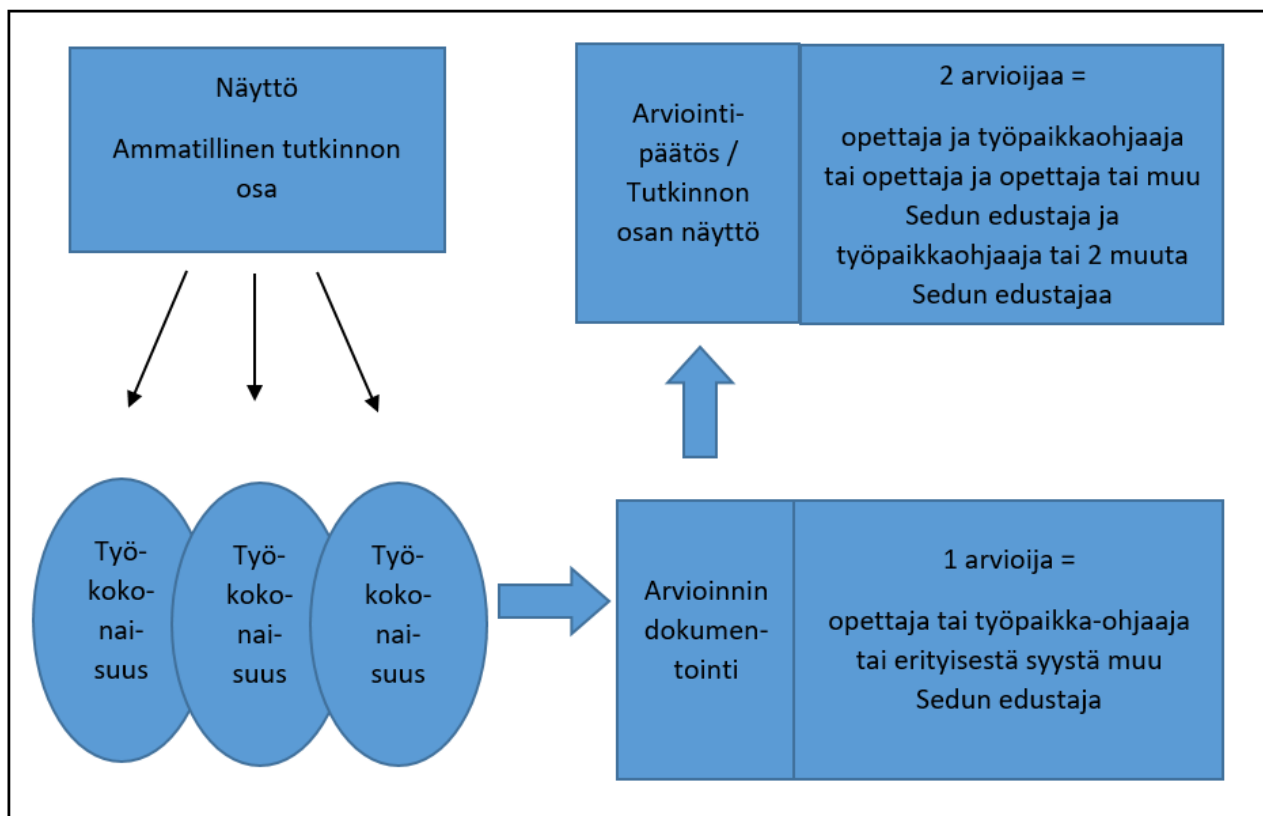 Näyttö
Ammatillinen tutkinnon
osa
Arviointi-
päätös /
Tutkinnon
osan näyttö
2 arvioijaa =
opettaja ja työpaikkaohjaaja
tai opettaja ja opettaja tai muu
Sedun edustaja ja
työpaikkaohjaaja tai 2 muuta
Sedun edustajaa
Työ-
koko-
nai-
suus
Työ-
koko-
nai-
suus
Työ-
koko-
nai-
suus
Arvioinnin
dokumen-
tointi
1 arvioija =
opettaja tai työpaikka-ohjaaja
tai erityisestä syystä muu
Sedun edustaja